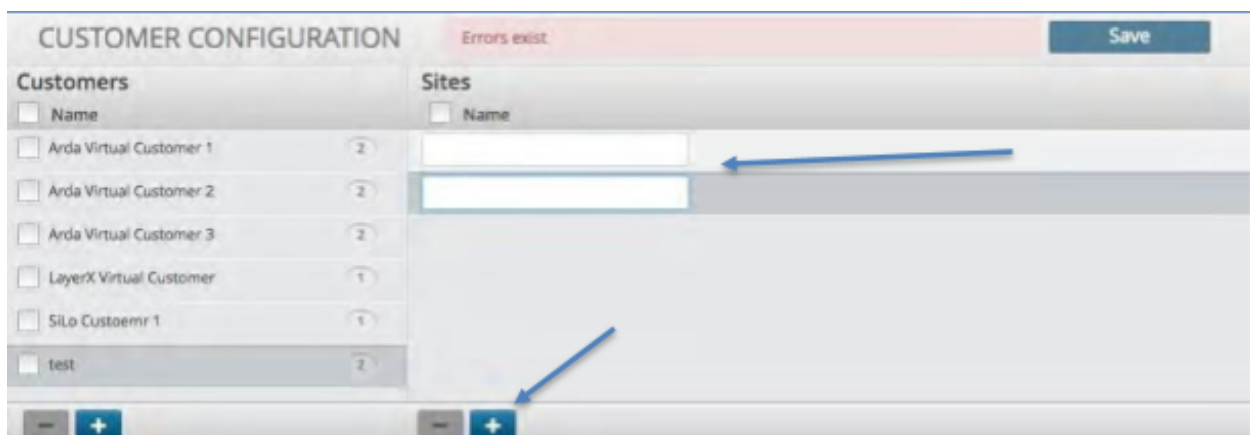 CUSTOMER CONFIGURATION Errors exist Save
Customers Sites
Name Name
Arda Virtual Customer 1 2
Arda Virtual Customer 2 2
Arda Virtual Customer 3 2
LayerX Virtual Customer 1
SiLo Custoemr 1 1
test 2
− + − +